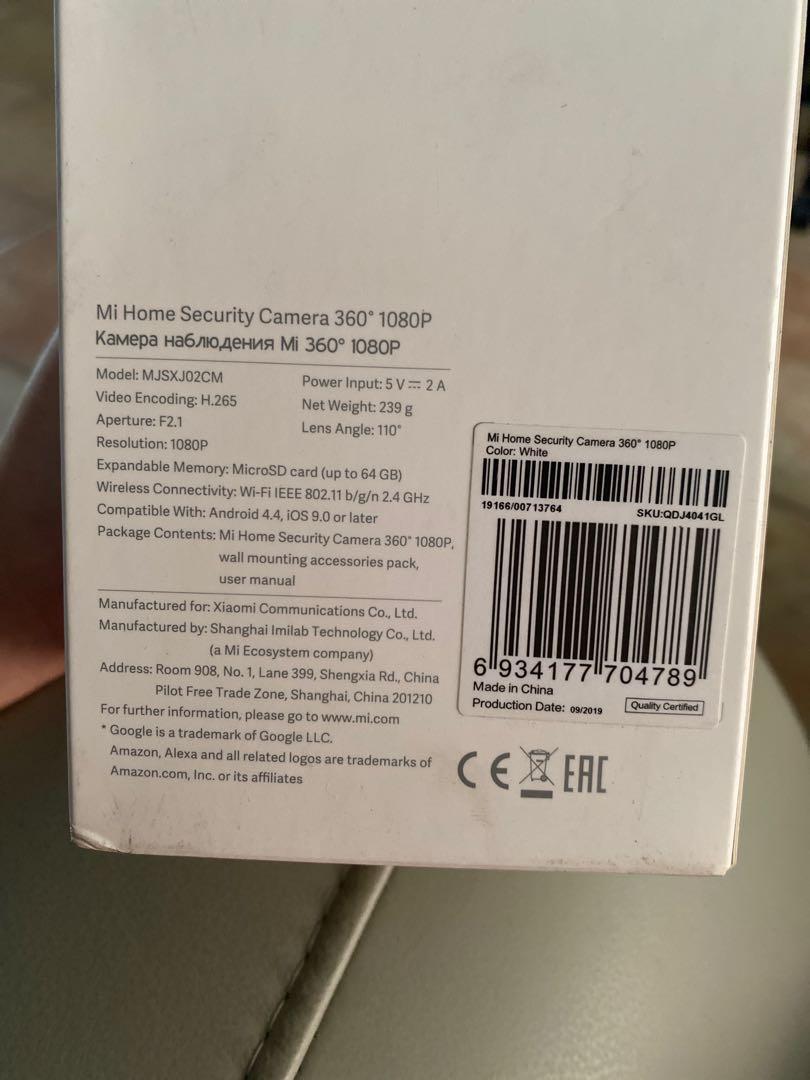 Mi Home Security Camera 360° 1080P
Камера наблюдения Mi 360° 1080P
Model: MJSXJ02CM
Video Encoding: H.265
Aperture: F2.1
Resolution: 1080P
Power Input: 5 V⎓ 2 A
Net Weight: 239 g
Lens Angle: 110°
Expandable Memory: MicroSD card (up to 64 GB)
Wireless Connectivity: Wi-Fi IEEE 802.11 b/g/n 2.4 GHz
Compatible With: Android 4.4, iOS 9.0 or later
Package Contents: Mi Home Security Camera 360° 1080P,
wall mounting accessories pack,
user manual
Manufactured for: Xiaomi Communications Co., Ltd.
Manufactured by: Shanghai Imilab Technology Co., Ltd.
(a Mi Ecosystem company)
Address: Room 908, No. 1, Lane 399, Shengxia Rd., China
Pilot Free Trade Zone, Shanghai, China 201210
For further information, please go to www.mi.com
* Google is a trademark of Google LLC.
Amazon, Alexa and all related logos are trademarks of
Amazon.com, Inc. or its affiliates
Mi Home Security Camera 360° 1080P
Color: White
19166/00713764
SKU:QDJ4041GL
6 934177 704789
Made in China
Production Date: 09/2019
Quality Certified
CE EAC